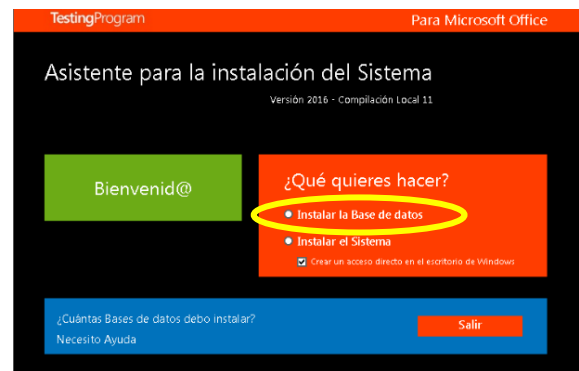 TestingProgram Para Microsoft Office
Asistente para la instalación del Sistema
Versión 2016 - Compilación Local 11
Bienvenid@
¿Qué quieres hacer?
Instalar la Base de datos
Instalar el Sistema
Crear un acceso directo en el escritorio de Windows
¿Cuántas Bases de datos debo instalar?
Necesito Ayuda
Salir